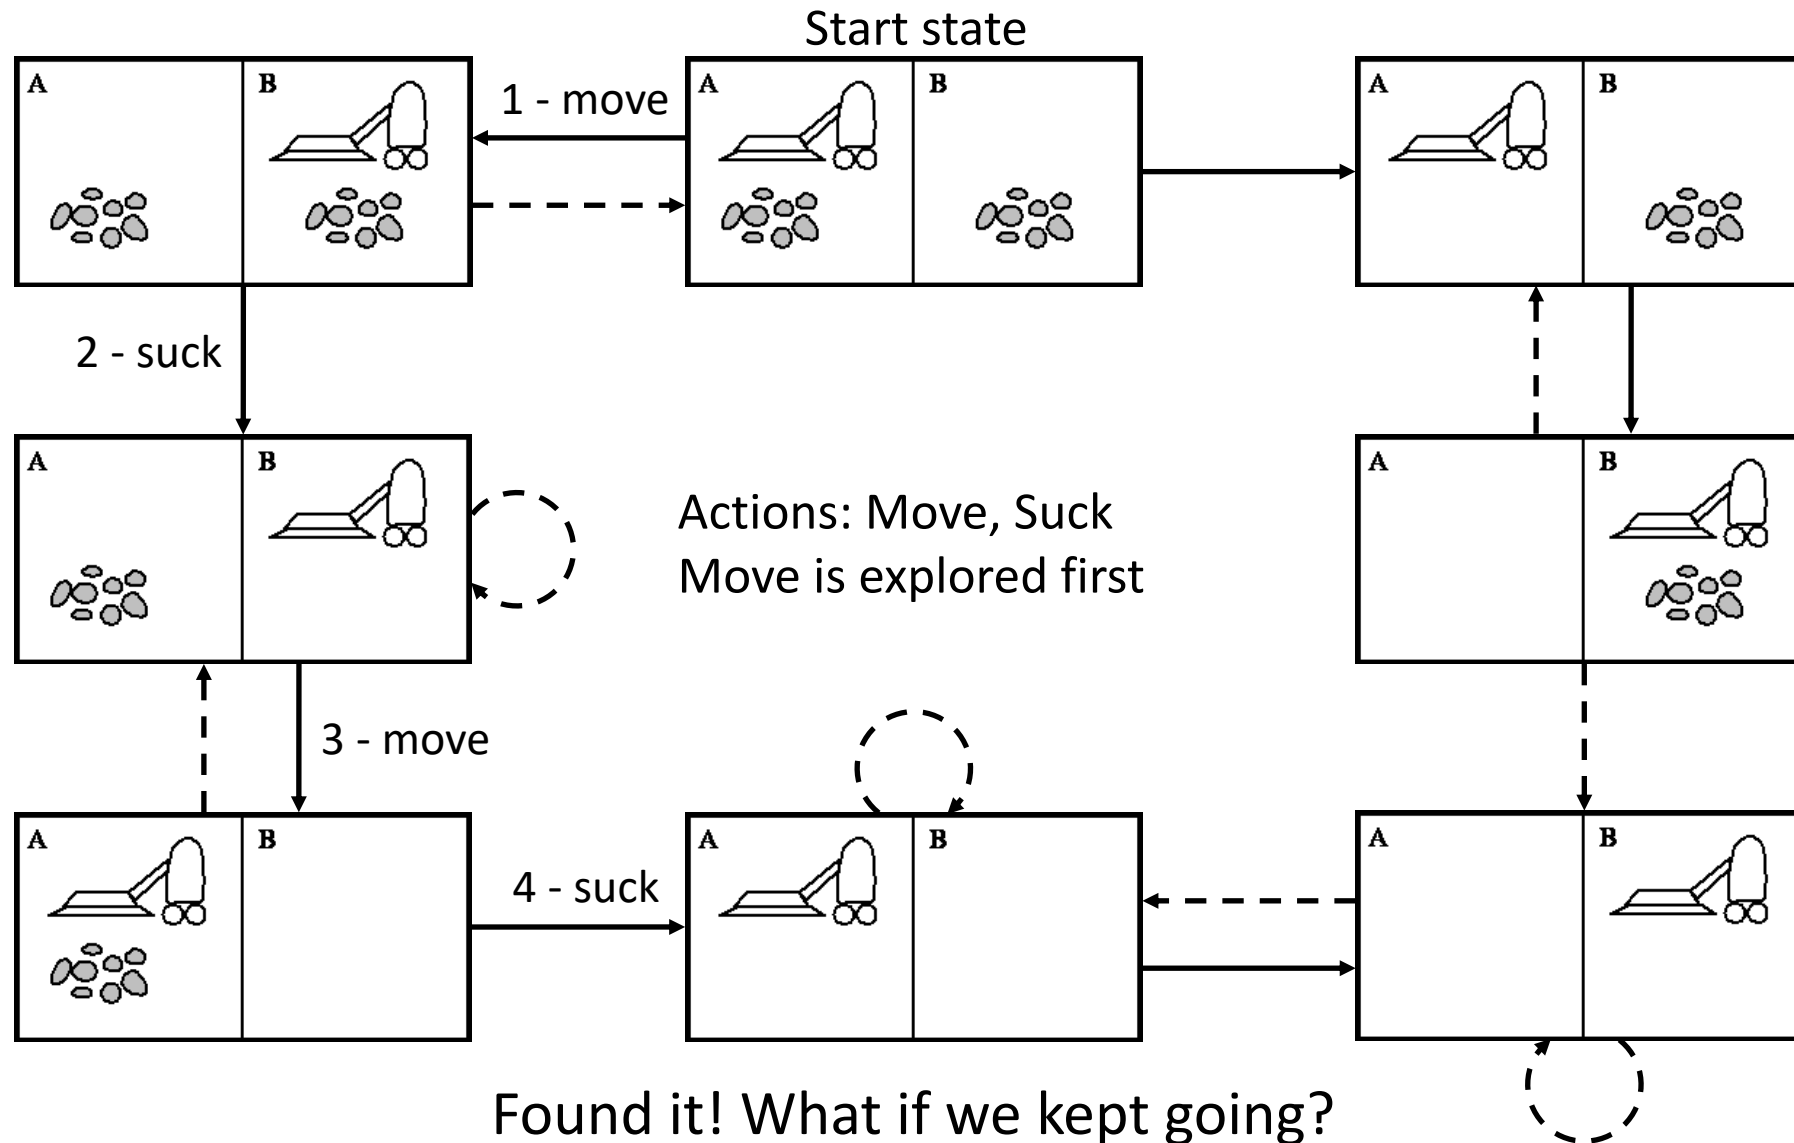 Start state
A
B
1 - move
A
B
A
B
2 - suck
A
B
Actions: Move, Suck
Move is explored first
A
B
3 - move
A
B
4 - suck
A
B
A
B
Found it! What if we kept going?